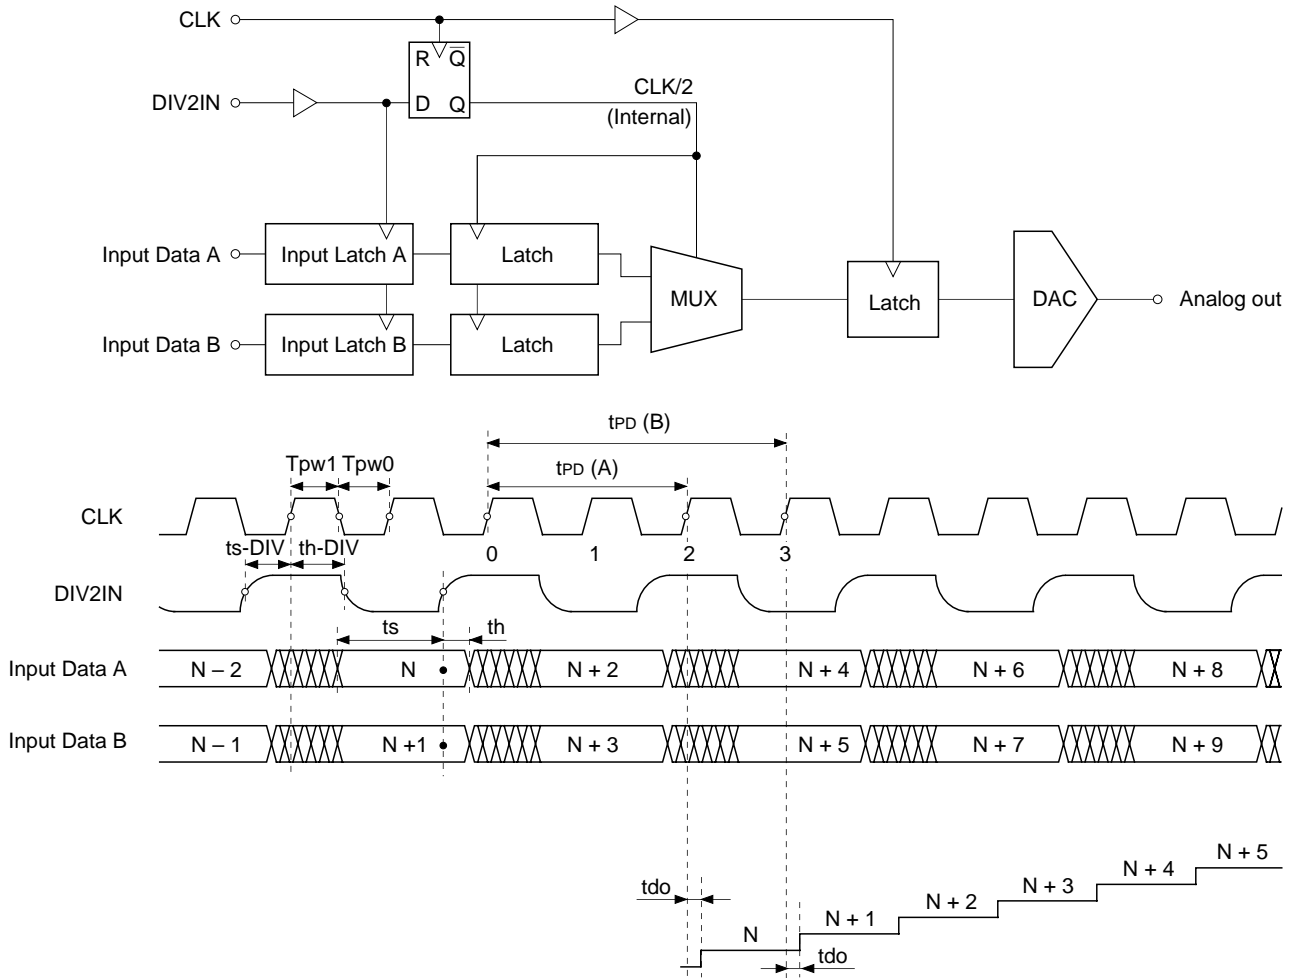 CLK
R Q
DIV2IN
D Q
CLK/2
(Internal)
Input Data A
Input Latch A
Latch
MUX
Latch
DAC
Analog out
Input Data B
Input Latch B
Latch
tPD (B)
Tpw1 Tpw0
tPD (A)
CLK
ts-DIV th-DIV
0 1 2 3
DIV2IN
ts th
Input Data A
N – 2 N N + 2 N + 4 N + 6 N + 8
Input Data B
N – 1 N +1 N + 3 N + 5 N + 7 N + 9
tdo
N N + 1 N + 2 N + 3 N + 4 N + 5
tdo